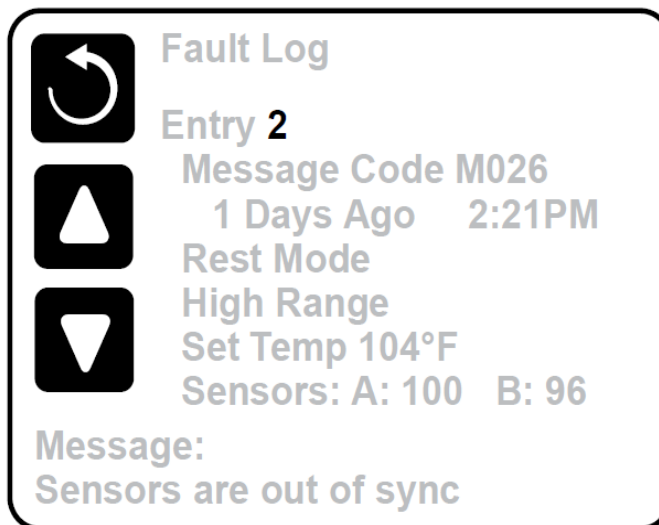 Fault Log
Entry 2
Message Code M026
1 Days Ago 2:21PM
Rest Mode
High Range
Set Temp 104°F
Sensors: A: 100 B: 96
Message:
Sensors are out of sync